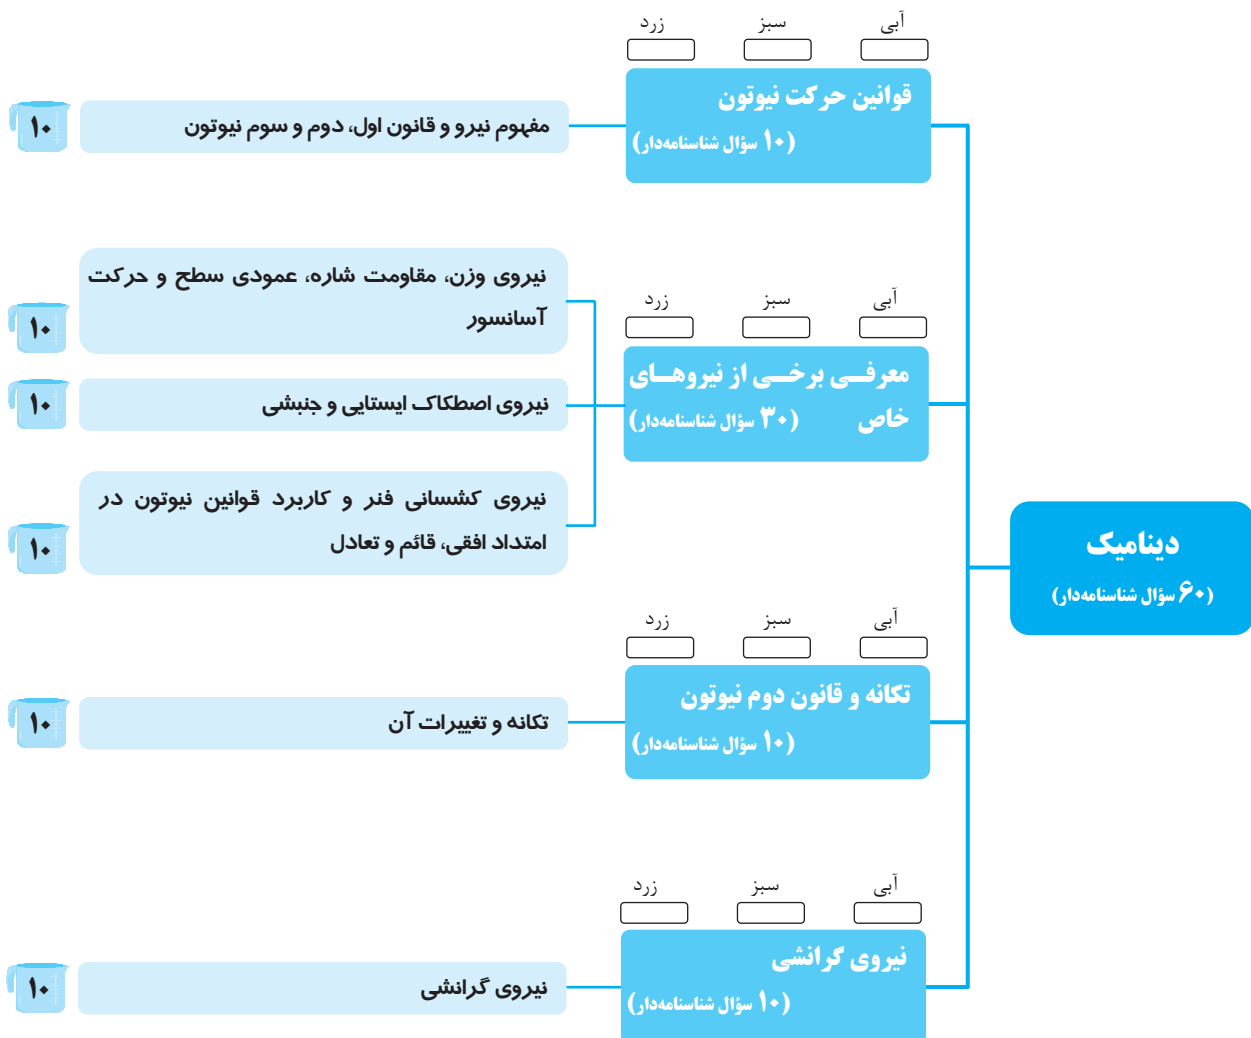 دینامیک
(۶۰ سؤال شناسنامه‌دار)
آبی سبز زرد
قوانین حرکت نیوتون
(۱۰ سؤال شناسنامه‌دار)
مفهوم نیرو و قانون اول، دوم و سوم نیوتون
۱۰
آبی سبز زرد
معرفــی برخــی از نیروهــای
خاص (۳۰ سؤال شناسنامه‌دار)
نیروی وزن، مقاومت شاره، عمودی سطح و حرکت
آسانسور
۱۰
نیروی اصطکاک ایستایی و جنبشی
۱۰
نیروی کشسانی فنر و کاربرد قوانین نیوتون در
امتداد افقی، قائم و تعادل
۱۰
آبی سبز زرد
تکانه و قانون دوم نیوتون
(۱۰ سؤال شناسنامه‌دار)
تکانه و تغییرات آن
۱۰
آبی سبز زرد
نیروی گرانشی
(۱۰ سؤال شناسنامه‌دار)
نیروی گرانشی
۱۰